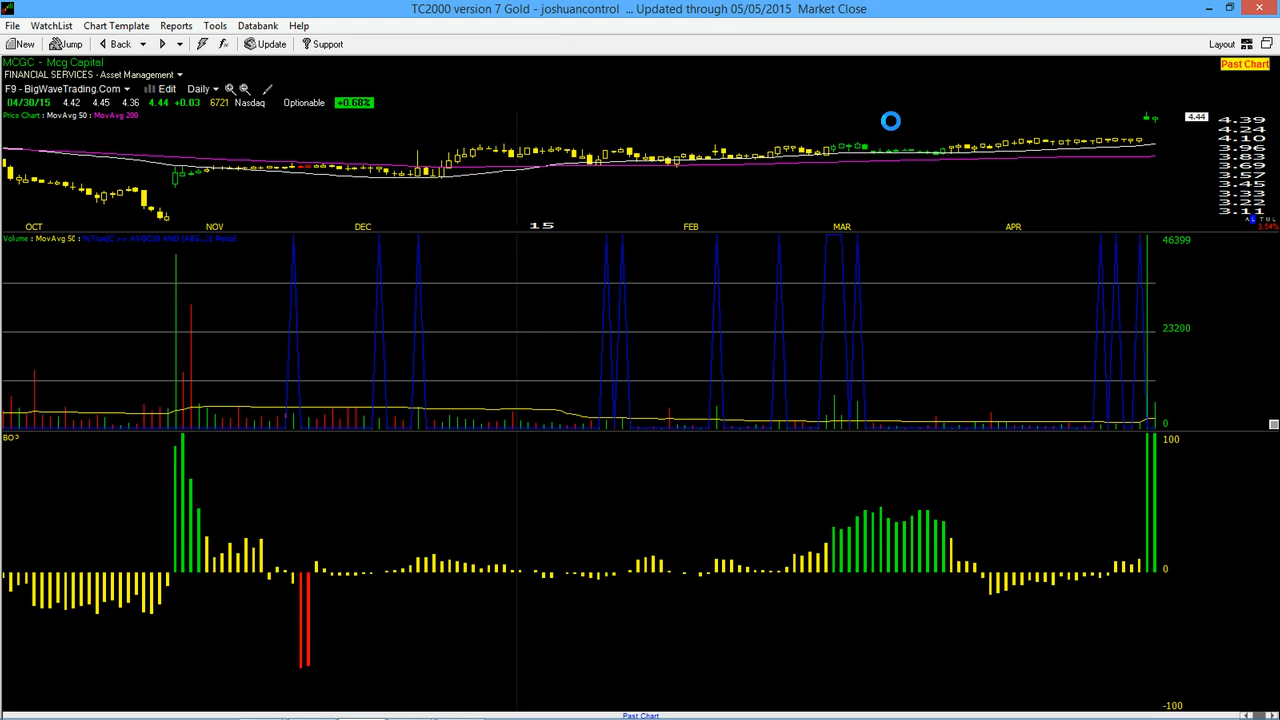 TC2000 version 7 Gold - joshuancontrol ... Updated through 05/05/2015 Market Close
File WatchList Chart Template Reports Tools Databank Help
New Jump Back Update Support Layout
MCGC - Mcg Capital
Past Chart
FINANCIAL SERVICES - Asset Management
F9 - BigWaveTrading.Com Edit Daily
04/30/15 4.42 4.45 4.36 4.44 +0.03 6721 Nasdaq Optionable +0.68%
Price Chart : MovAvg 50 : MovAvg 200
4.44
4.39
4.24
4.10
3.96
3.83
3.57
3.45
3.33
3.22
3.11
3.54%
OCT NOV DEC 15 FEB MAR APR
Volume : MovAvg 50 :
46399
23200
0
BOP
100
0
-100
Past Chart